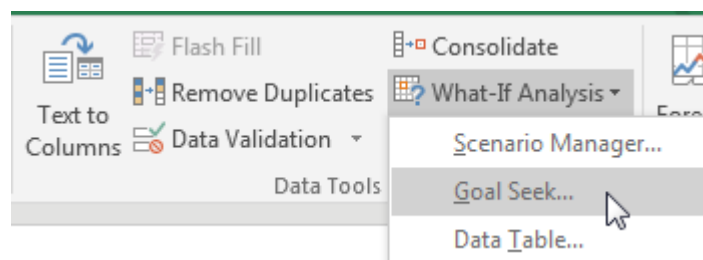 Flash Fill
Consolidate
Remove Duplicates
What-If Analysis
Text to
Columns
Data Validation
Scenario Manager...
Data Tools
Goal Seek...
Data Table...